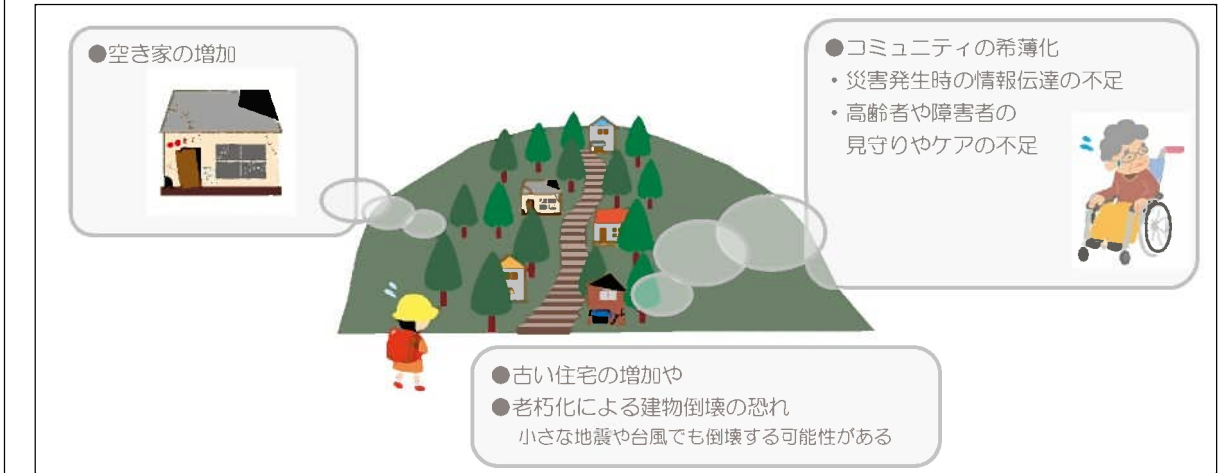 ●空き家の増加
●コミュニティの希薄化
・災害発生時の情報伝達の不足
・高齢者や障害者の
見守りやケアの不足
●古い住宅の増加や
●老朽化による建物倒壊の恐れ
小さな地震や台風でも倒壊する可能性がある